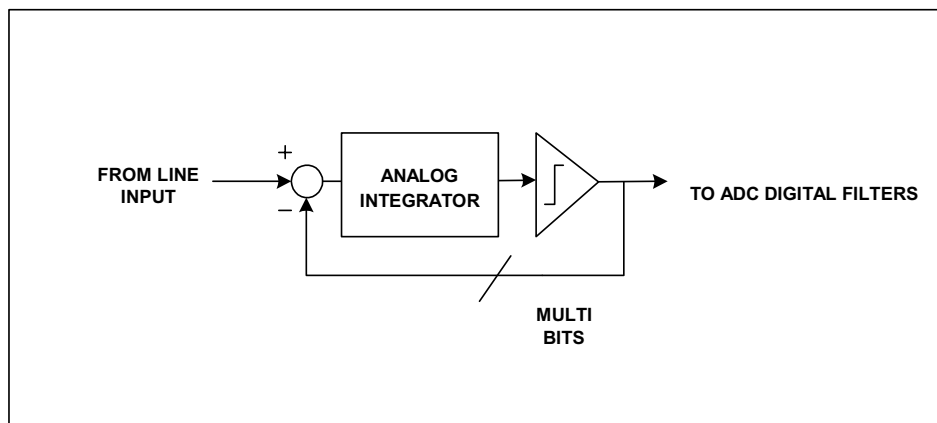 +
FROM LINE
INPUT
−
ANALOG
INTEGRATOR
TO ADC DIGITAL FILTERS
MULTI
BITS